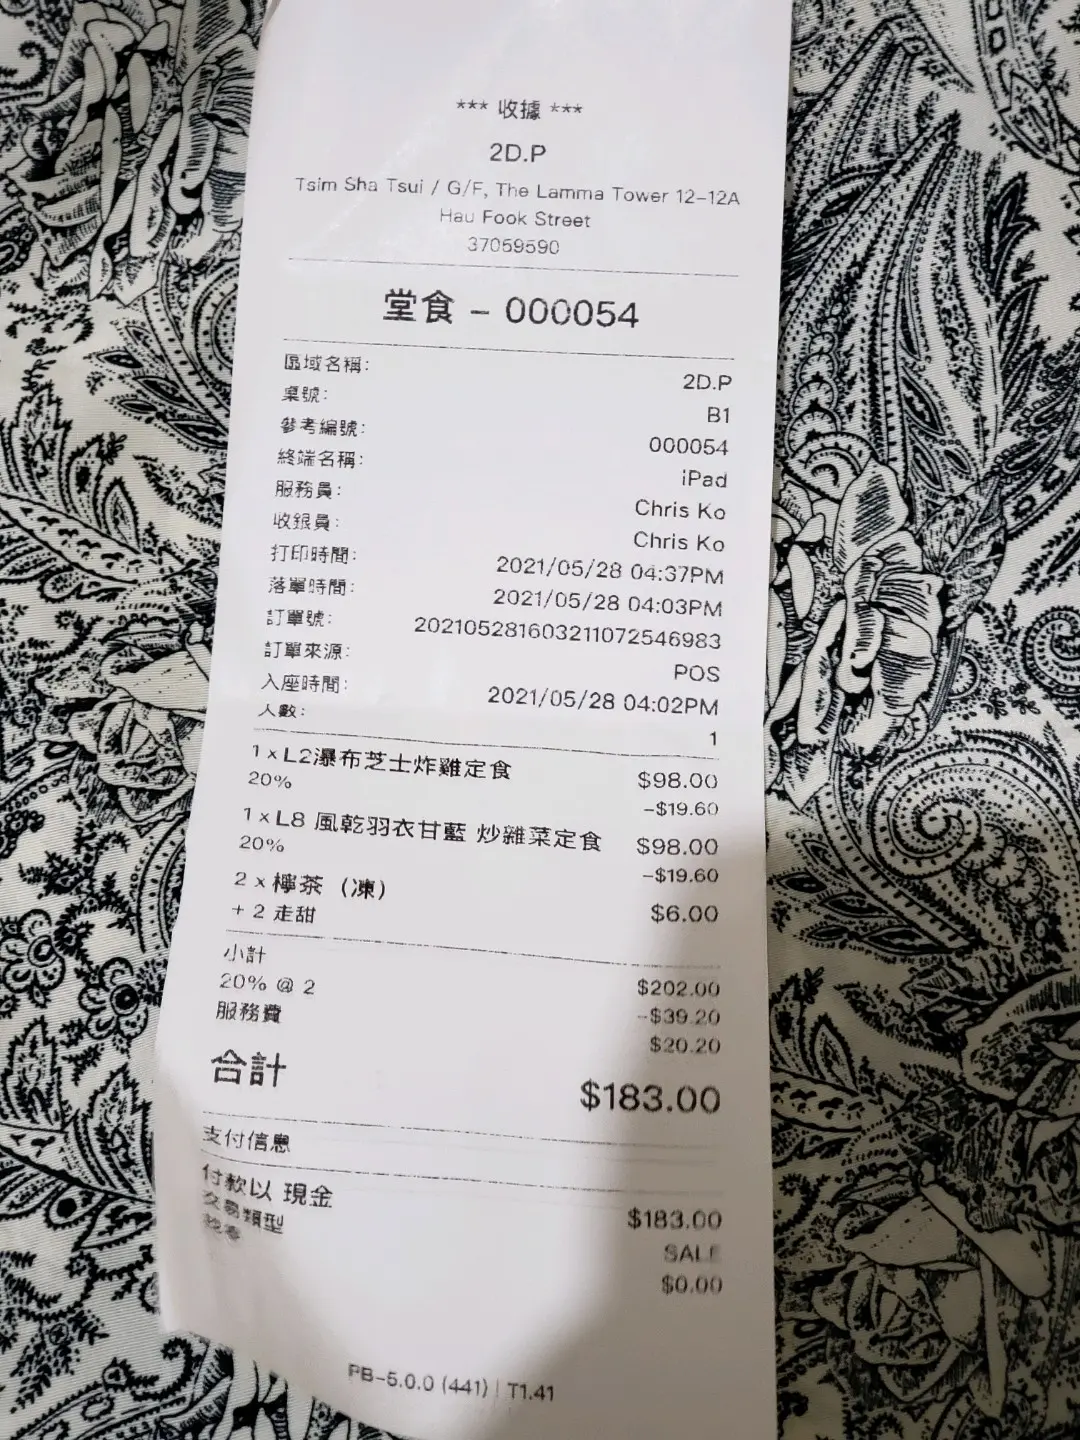 *** 收據 ***
2D.P
Tsim Sha Tsui / G/F, The Lamma Tower 12-12A
Hau Fook Street
37059590
堂食 - 000054
區域名稱: 2D.P
桌號: B1
參考編號: 000054
終端名稱: iPad
服務員: Chris Ko
收銀員: Chris Ko
打印時間: 2021/05/28 04:37PM
落單時間: 2021/05/28 04:03PM
訂單號: 2021052816032110725​46983
訂單來源: POS
入座時間: 2021/05/28 04:02PM
人數: 1
1 x L2瀑布芝士炸雞定食 $98.00
20% -$19.60
1 x L8 風乾羽衣甘藍 炒雜菜定食 $98.00
20% -$19.60
2 x 檸茶 (凍) $6.00
+ 2 走甜
小計 $202.00
20% @ 2 -$39.20
服務費 $20.20
合計 $183.00
支付信息
付款以 現金 $183.00
交易類型 SALE
找零 $0.00
PB-5.0.0 (441) | T1.41